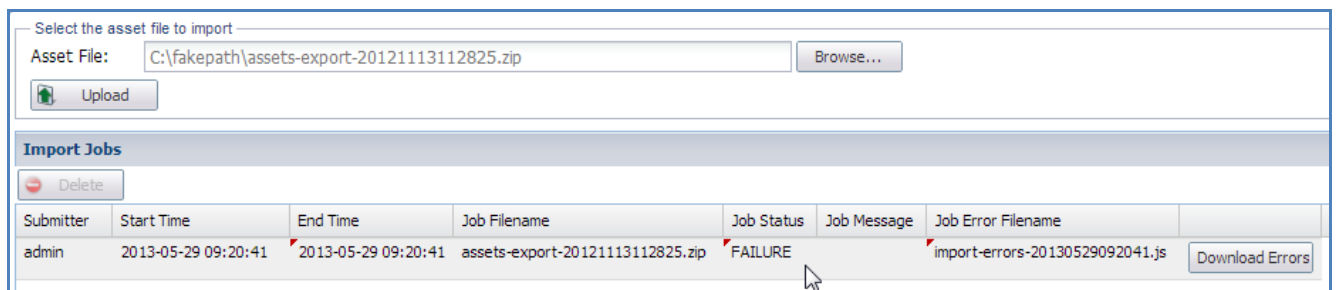 Select the asset file to import
Asset File: C:\fakepath\assets-export-20121113112825.zip Browse...
Upload
Import Jobs
Delete
Submitter Start Time End Time Job Filename Job Status Job Message Job Error Filename
admin 2013-05-29 09:20:41 2013-05-29 09:20:41 assets-export-20121113112825.zip FAILURE import-errors-20130529092041.js Download Errors